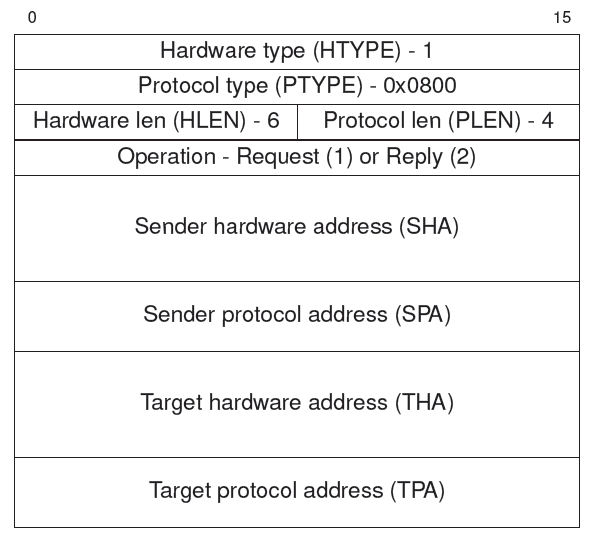 0 15
Hardware type (HTYPE) - 1
Protocol type (PTYPE) - 0x0800
Hardware len (HLEN) - 6 Protocol len (PLEN) - 4
Operation - Request (1) or Reply (2)
Sender hardware address (SHA)
Sender protocol address (SPA)
Target hardware address (THA)
Target protocol address (TPA)